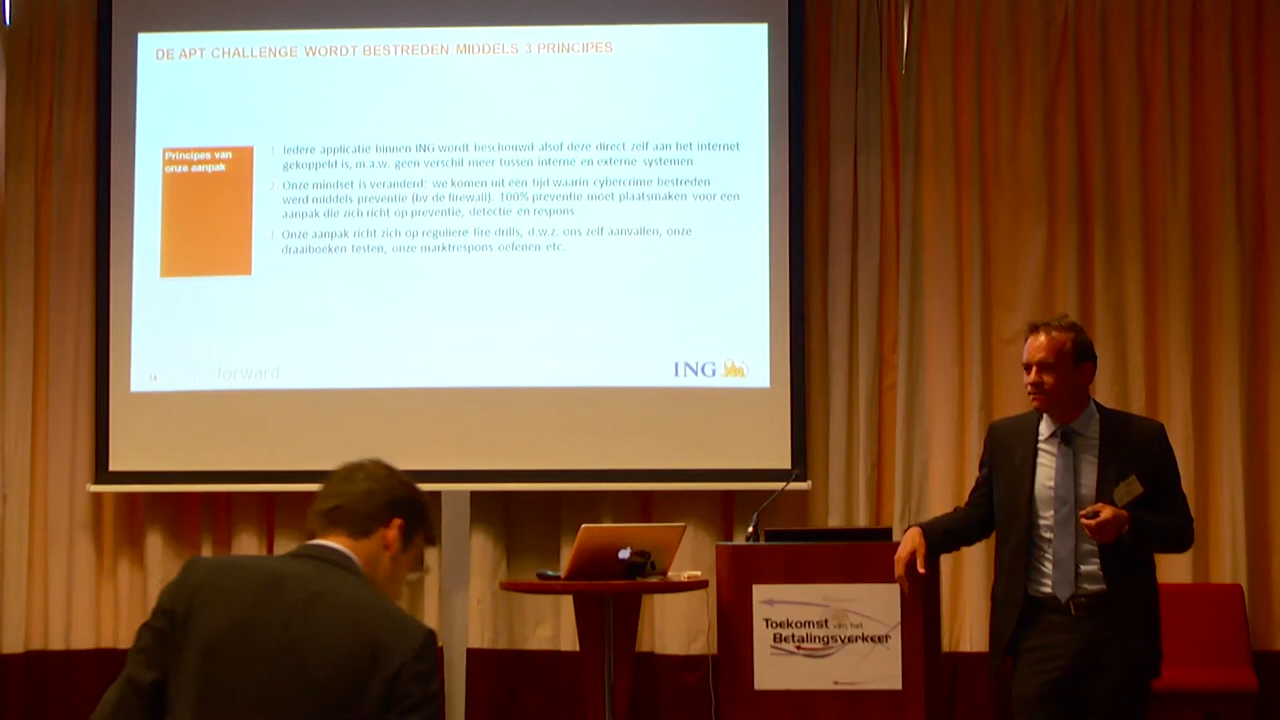 DE APT CHALLENGE WORDT BESTREDEN MIDDELS 3 PRINCIPES
Principes van
onze aanpak
1. Iedere applicatie binnen ING wordt beschouwd alsof deze direct zelf aan het internet
gekoppeld is, m.a.w. geen verschil meer tussen interne en externe systemen
2. Onze mindset is veranderd: we komen uit een tijd waarin cybercrime bestreden
werd middels preventie (bv de firewall). 100% preventie moet plaatsmaken voor een
aanpak die zich richt op preventie, detectie en respons
3. Onze aanpak richt zich op reguliere fire drills, d.w.z. ons zelf aanvallen, onze
draaiboeken testen, onze marktrespons oefenen etc.
forward
ING
Toekomst van het
Betalingsverkeer